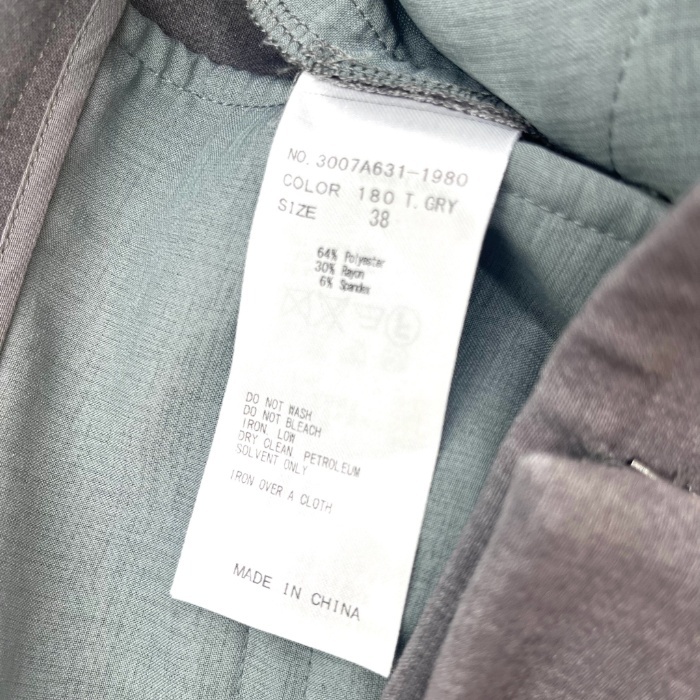 NO. 3007A631-1980
COLOR 180 T. GRY
SIZE 38
64% Polyester
30% Rayon
6% Spandex
DO NOT WASH
DO NOT BLEACH
IRON, LOW
DRY CLEAN, PETROLEUM
SOLVENT ONLY
IRON OVER A CLOTH
MADE IN CHINA